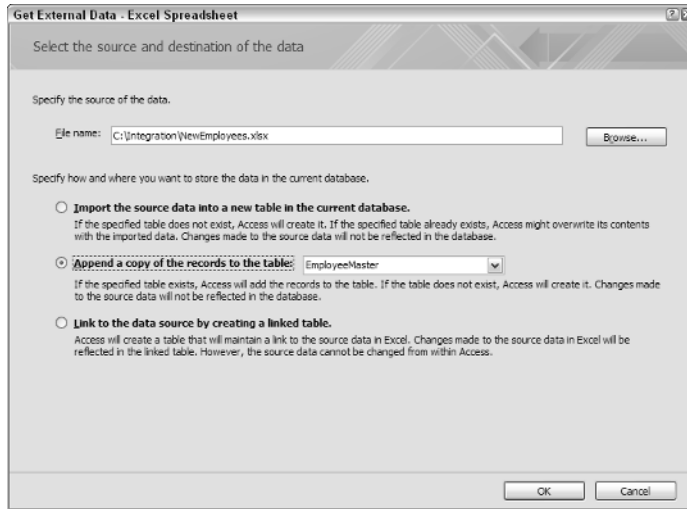 Get External Data - Excel Spreadsheet
Select the source and destination of the data
Specify the source of the data.
File name: C:\Integration\NewEmployees.xlsx Browse...
Specify how and where you want to store the data in the current database.
Import the source data into a new table in the current database.
If the specified table does not exist, Access will create it. If the specified table already exists, Access might overwrite its contents
with the imported data. Changes made to the source data will not be reflected in the database.
Append a copy of the records to the table: EmployeeMaster
If the specified table exists, Access will add the records to the table. If the table does not exist, Access will create it. Changes made
to the source data will not be reflected in the database.
Link to the data source by creating a linked table.
Access will create a table that will maintain a link to the source data in Excel. Changes made to the source data in Excel will be
reflected in the linked table. However, the source data cannot be changed from within Access.
OK Cancel